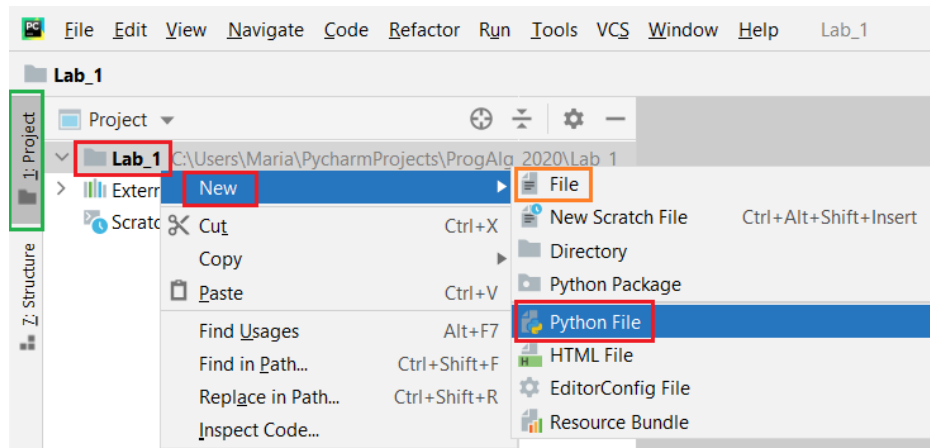 PC File Edit View Navigate Code Refactor Run Tools VCS Window Help Lab_1
Lab_1
1: Project
Project
Lab_1 C:\Users\Maria\PycharmProjects\ProgAlg_2020\Lab_1
Extern
Scratc
7: Structure
New
Cut Ctrl+X
Copy
Paste Ctrl+V
Find Usages Alt+F7
Find in Path... Ctrl+Shift+F
Replace in Path... Ctrl+Shift+R
Inspect Code...
File
New Scratch File Ctrl+Alt+Shift+Insert
Directory
Python Package
Python File
H HTML File
EditorConfig File
Resource Bundle